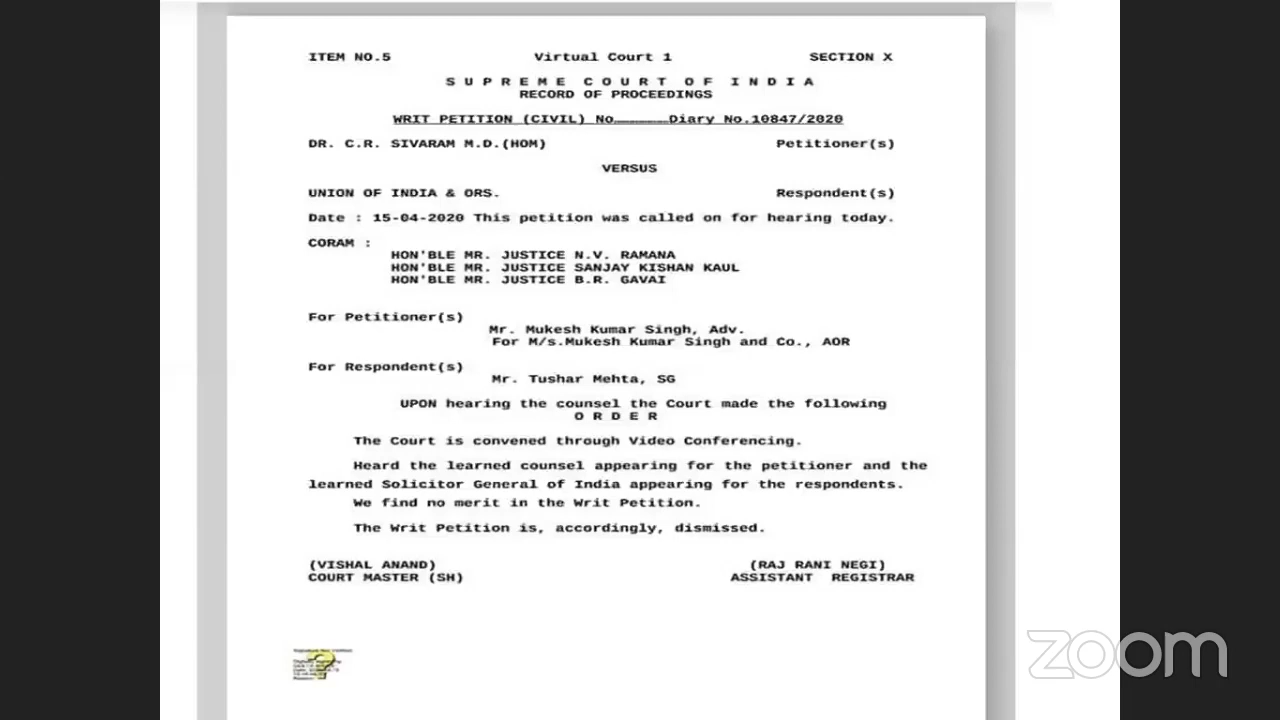 ITEM NO.5 Virtual Court 1 SECTION X
S U P R E M E C O U R T O F I N D I A
RECORD OF PROCEEDINGS
WRIT PETITION (CIVIL) No……………Diary No.10847/2020
DR. C.R. SIVARAM M.D.(HOM) Petitioner(s)
VERSUS
UNION OF INDIA & ORS. Respondent(s)
Date : 15-04-2020 This petition was called on for hearing today.
CORAM :
HON'BLE MR. JUSTICE N.V. RAMANA
HON'BLE MR. JUSTICE SANJAY KISHAN KAUL
HON'BLE MR. JUSTICE B.R. GAVAI
For Petitioner(s)
Mr. Mukesh Kumar Singh, Adv.
For M/s.Mukesh Kumar Singh and Co., AOR
For Respondent(s)
Mr. Tushar Mehta, SG
UPON hearing the counsel the Court made the following
O R D E R
The Court is convened through Video Conferencing.
Heard the learned counsel appearing for the petitioner and the
learned Solicitor General of India appearing for the respondents.
We find no merit in the Writ Petition.
The Writ Petition is, accordingly, dismissed.
(VISHAL ANAND) (RAJ RANI NEGI)
COURT MASTER (SH) ASSISTANT REGISTRAR
zoom